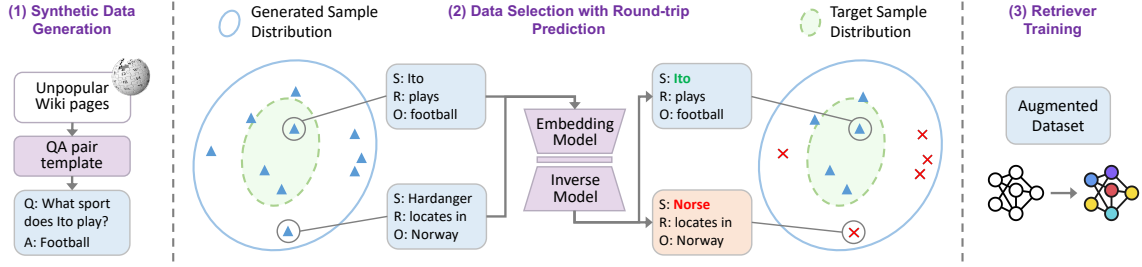 (1) Synthetic Data
Generation
Unpopular
Wiki pages
QA pair
template
Q: What sport
does Ito play?
A: Football
Generated Sample
Distribution
(2) Data Selection with Round-trip
Prediction
Target Sample
Distribution
S: Ito
R: plays
O: football
S: Hardanger
R: locates in
O: Norway
Embedding
Model
Inverse
Model
S: Ito
R: plays
O: football
S: Norse
R: locates in
O: Norway
(3) Retriever
Training
Augmented
Dataset